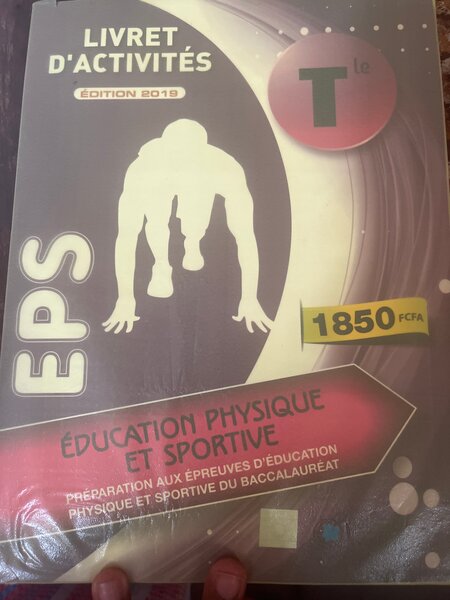 LIVRET
D'ACTIVITÉS
ÉDITION 2019
Tle
EPS
1850 FCFA
ÉDUCATION PHYSIQUE
ET SPORTIVE
PRÉPARATION AUX ÉPREUVES D'ÉDUCATION
PHYSIQUE ET SPORTIVE DU BACCALAURÉAT